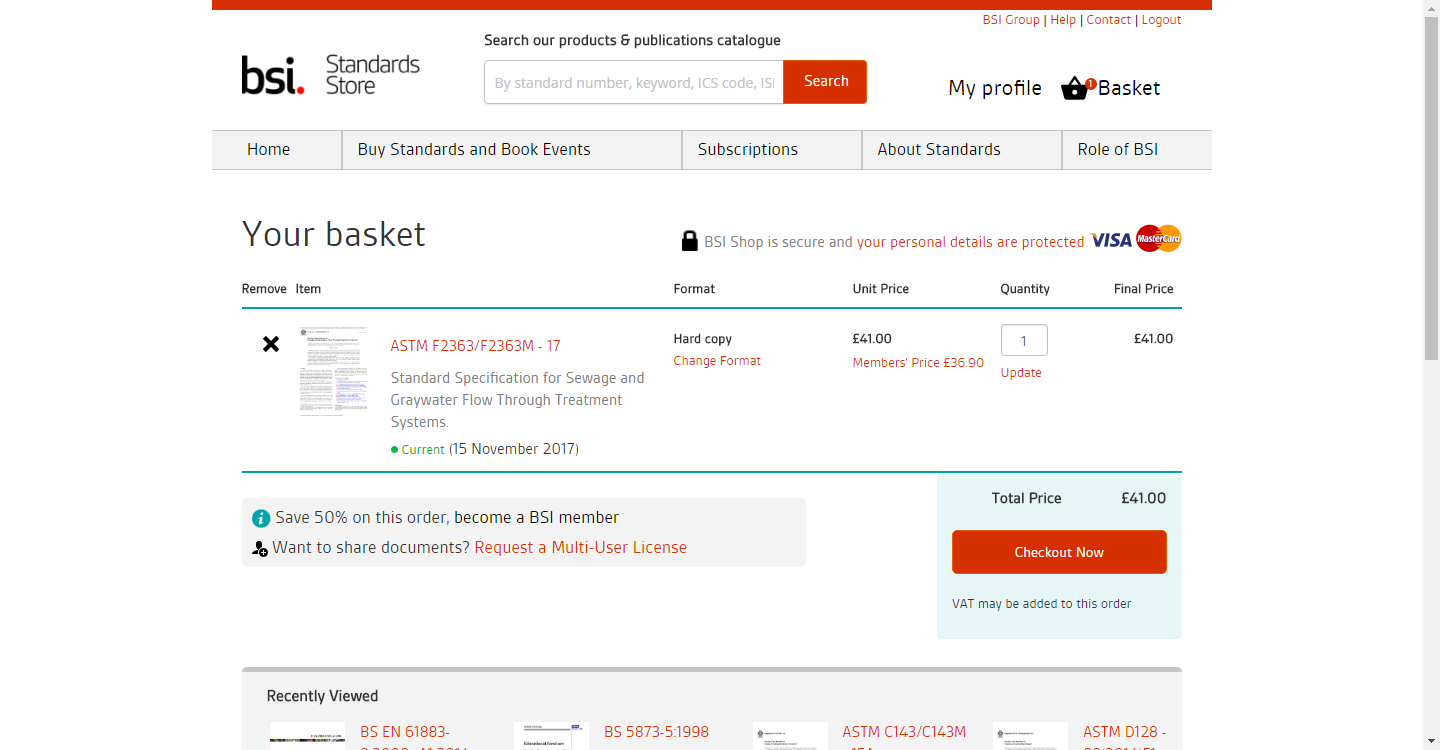 BSI Group | Help | Contact | Logout
Search our products & publications catalogue
bsi.
Standards
Store
By standard number, keyword, ICS code, ISI
Search
My profile
1
Basket
Home
Buy Standards and Book Events
Subscriptions
About Standards
Role of BSI
Your basket
BSI Shop is secure and your personal details are protected
VISA
MasterCard
Remove
Item
Format
Unit Price
Quantity
Final Price
ASTM F2363/F2363M - 17
Standard Specification for Sewage and
Graywater Flow Through Treatment
Systems.
Current (15 November 2017)
Hard copy
Change Format
£41.00
Members' Price £36.90
1
Update
£41.00
Save 50% on this order, become a BSI member
Want to share documents? Request a Multi-User License
Total Price
£41.00
Checkout Now
VAT may be added to this order
Recently Viewed
BS EN 61883-
BS 5873-5:1998
ASTM C143/C143M
ASTM D128 -